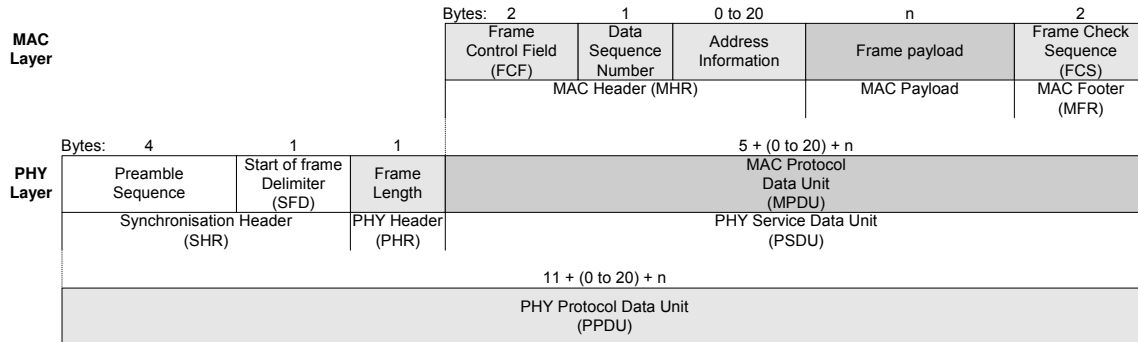 Bytes: 2 1 0 to 20 n 2
MAC Layer
Frame Control Field (FCF)
Data Sequence Number
Address Information
Frame payload
Frame Check Sequence (FCS)
MAC Header (MHR)
MAC Payload
MAC Footer (MFR)
Bytes: 4 1 1 5 + (0 to 20) + n
PHY Layer
Preamble Sequence
Start of frame Delimiter (SFD)
Frame Length
MAC Protocol Data Unit (MPDU)
Synchronisation Header (SHR)
PHY Header (PHR)
PHY Service Data Unit (PSDU)
11 + (0 to 20) + n
PHY Protocol Data Unit (PPDU)